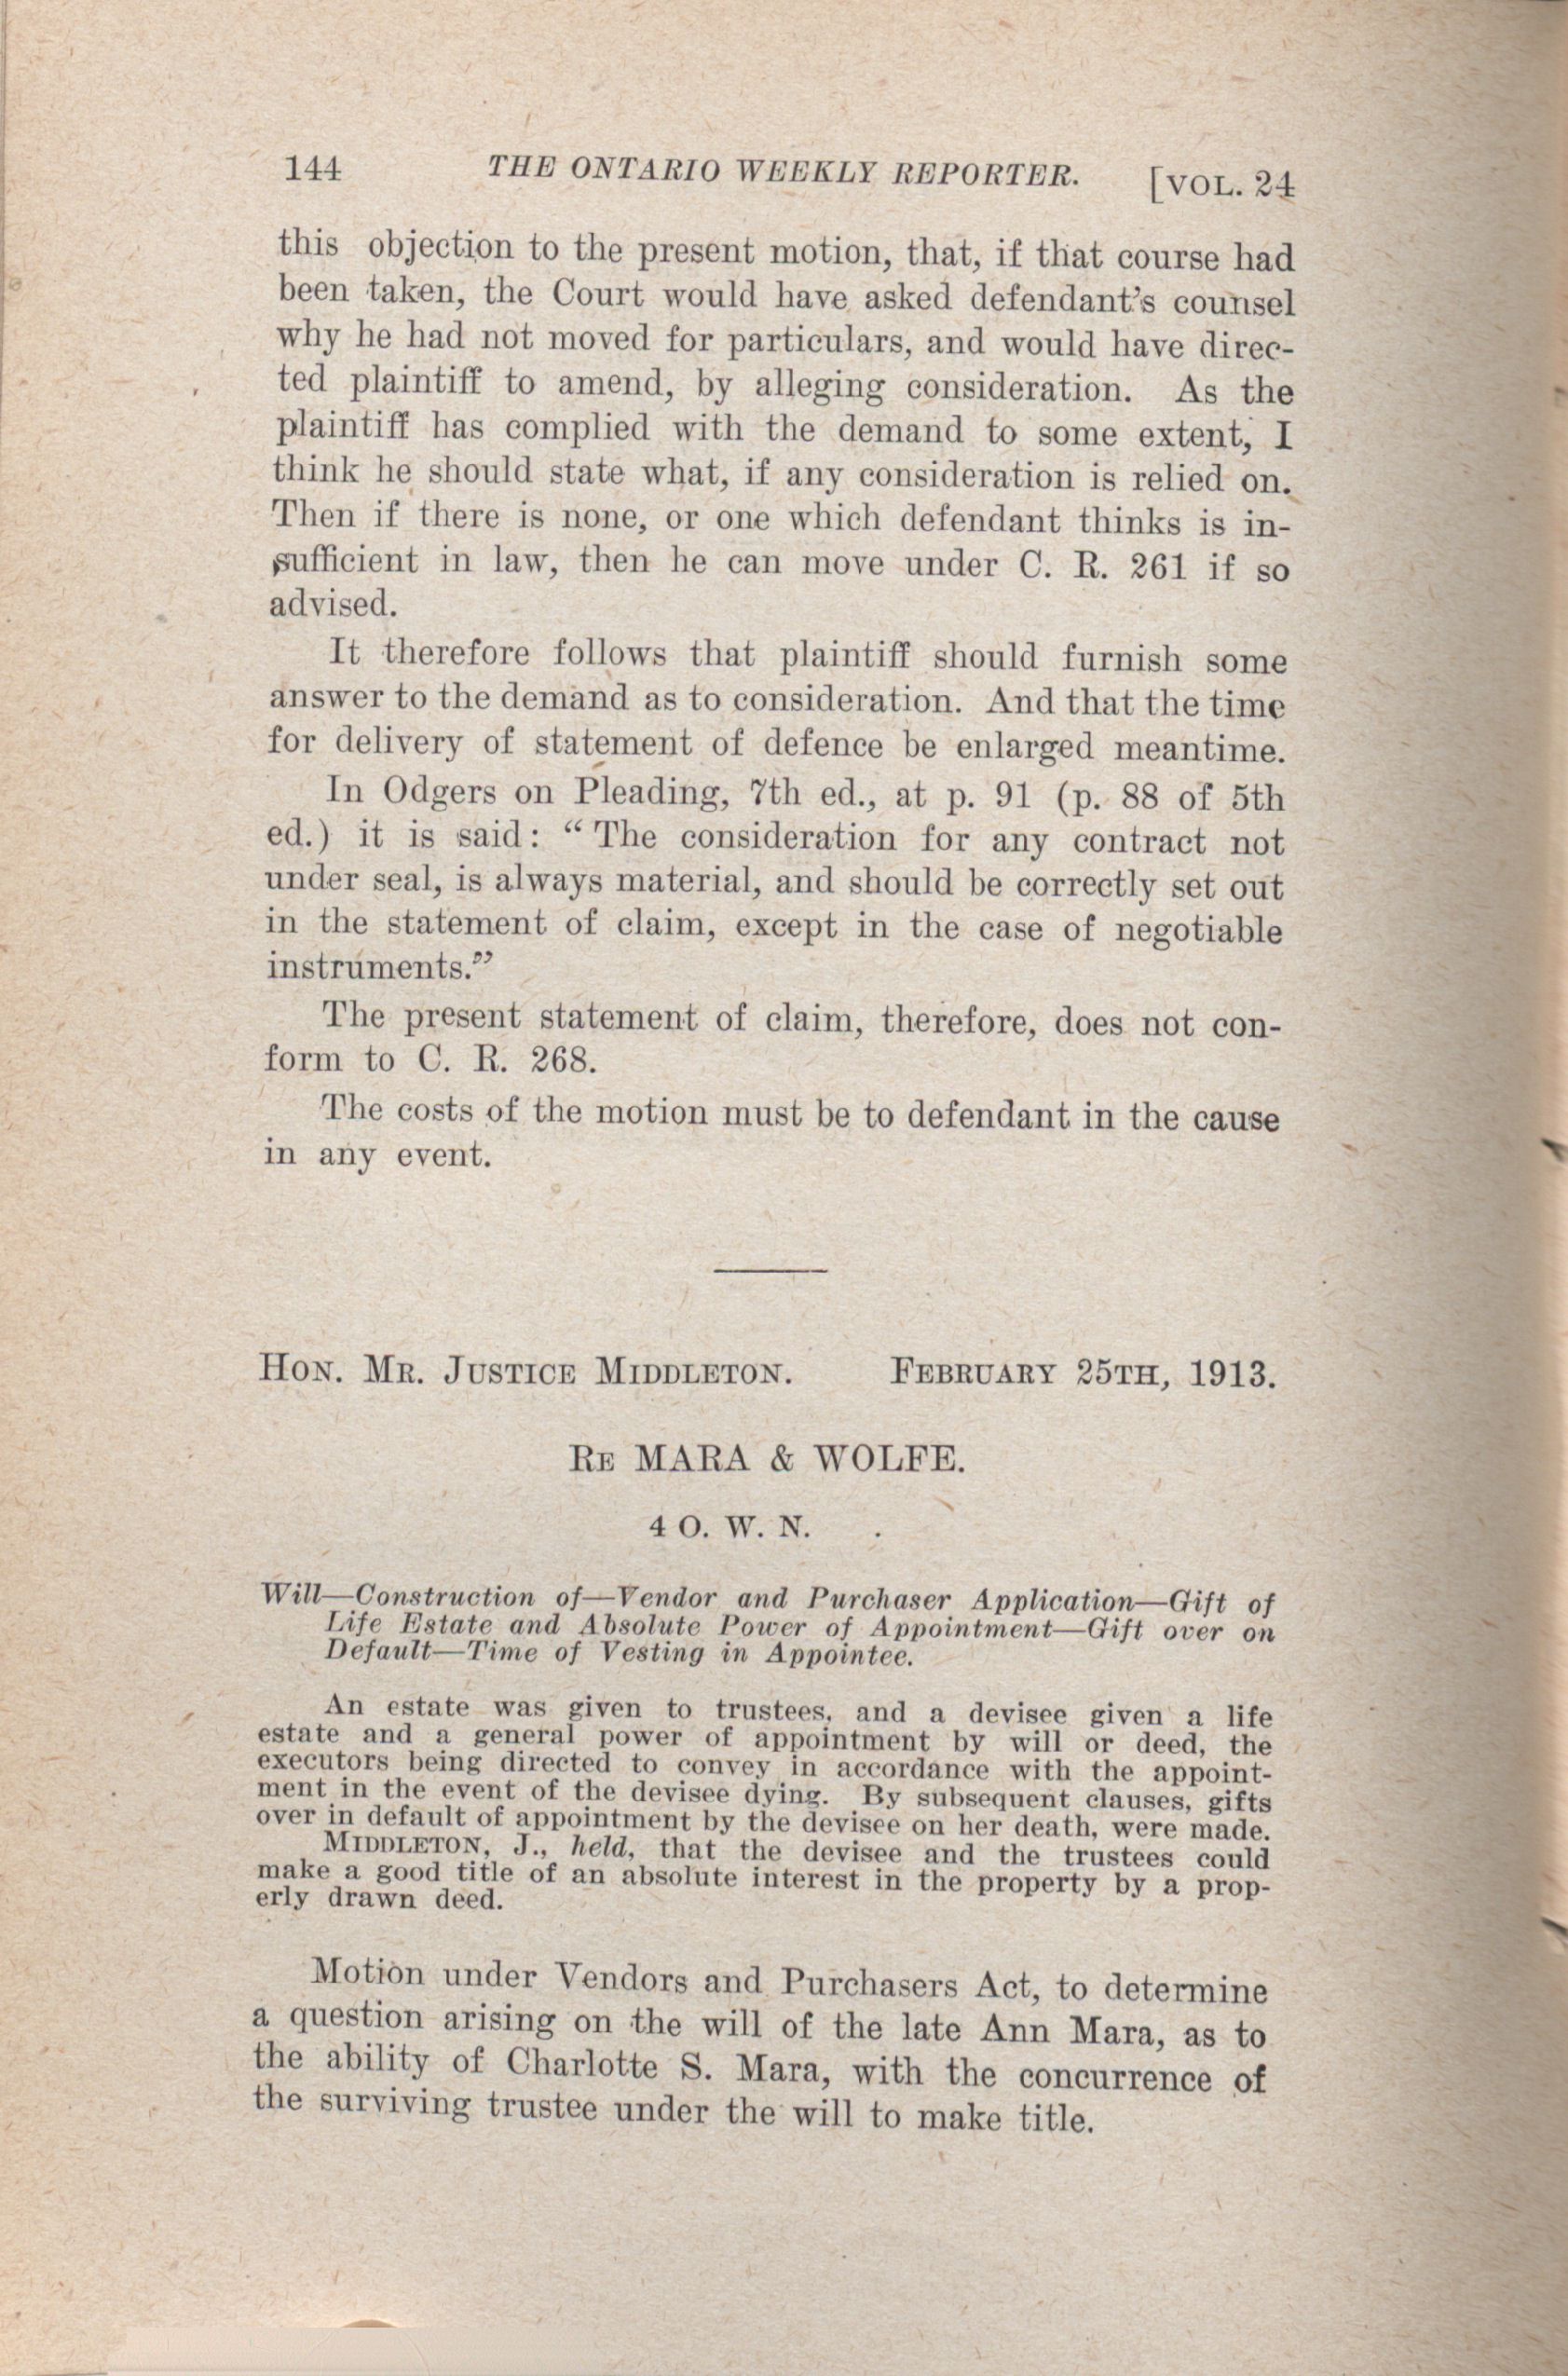 144 THE ONTARIO WEEKLY REPORTER. [VOL. 24
this objection to the present motion, that, if that course had
been taken, the Court would have asked defendant's counsel
why he had not moved for particulars, and would have direc-
ted plaintiff to amend, by alleging consideration. As the
plaintiff has complied with the demand to some extent, I
think he should state what, if any consideration is relied on.
Then if there is none, or one which defendant thinks is in-
sufficient in law, then he can move under C. R. 261 if so
advised.
It therefore follows that plaintiff should furnish some
answer to the demand as to consideration. And that the time
for delivery of statement of defence be enlarged meantime.
In Odgers on Pleading, 7th ed., at p. 91 (p. 88 of 5th
ed.) it is said: “ The consideration for any contract not
under seal, is always material, and should be correctly set out
in the statement of claim, except in the case of negotiable
instruments.”
The present statement of claim, therefore, does not con-
form to C. R. 268.
The costs of the motion must be to defendant in the cause
in any event.
HON. MR. JUSTICE MIDDLETON. FEBRUARY 25TH, 1913.
RE MARA & WOLFE.
4 O. W. N. .
Will—Construction of—Vendor and Purchaser Application—Gift of
Life Estate and Absolute Power of Appointment—Gift over on
Default—Time of Vesting in Appointee.
An estate was given to trustees, and a devisee given a life
estate and a general power of appointment by will or deed, the
executors being directed to convey in accordance with the appoint-
ment in the event of the devisee dying. By subsequent clauses, gifts
over in default of appointment by the devisee on her death, were made.
MIDDLETON, J., held, that the devisee and the trustees could
make a good title of an absolute interest in the property by a prop-
erly drawn deed.
Motion under Vendors and Purchasers Act, to determine
a question arising on the will of the late Ann Mara, as to
the ability of Charlotte S. Mara, with the concurrence of
the surviving trustee under the will to make title.